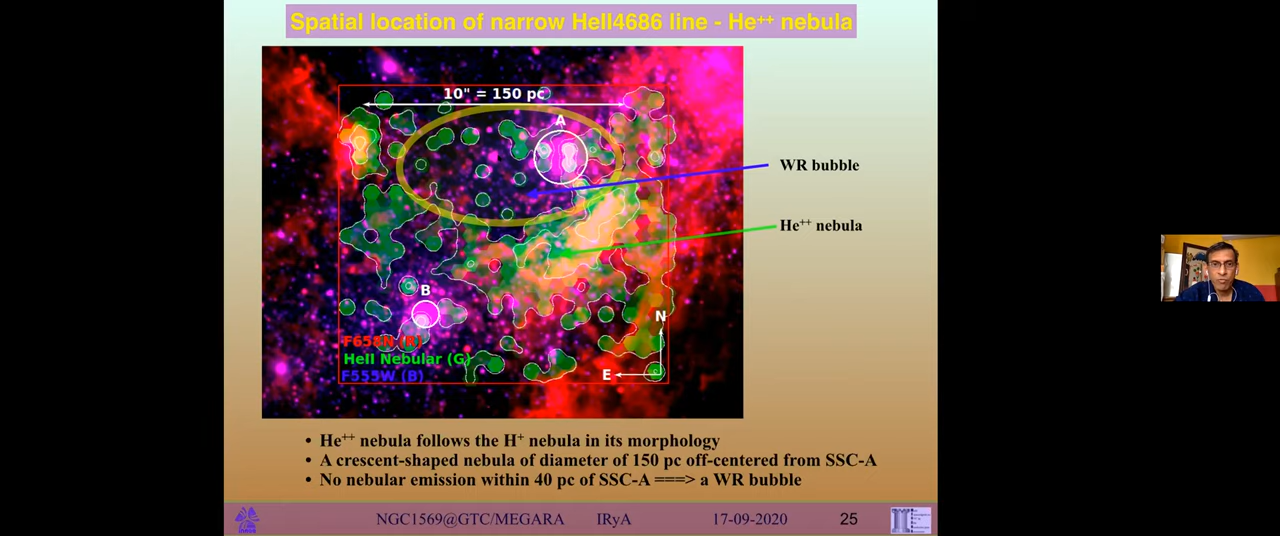 Spatial location of narrow HeII4686 line - He++ nebula
10" = 150 pc
A
WR bubble
He++ nebula
B
N
F658N (R)
HeII Nebular (G)
E
F555W (B)
• He++ nebula follows the H+ nebula in its morphology
• A crescent-shaped nebula of diameter of 150 pc off-centered from SSC-A
• No nebular emission within 40 pc of SSC-A ===> a WR bubble
NGC1569@GTC/MEGARA IRyA 17-09-2020 25